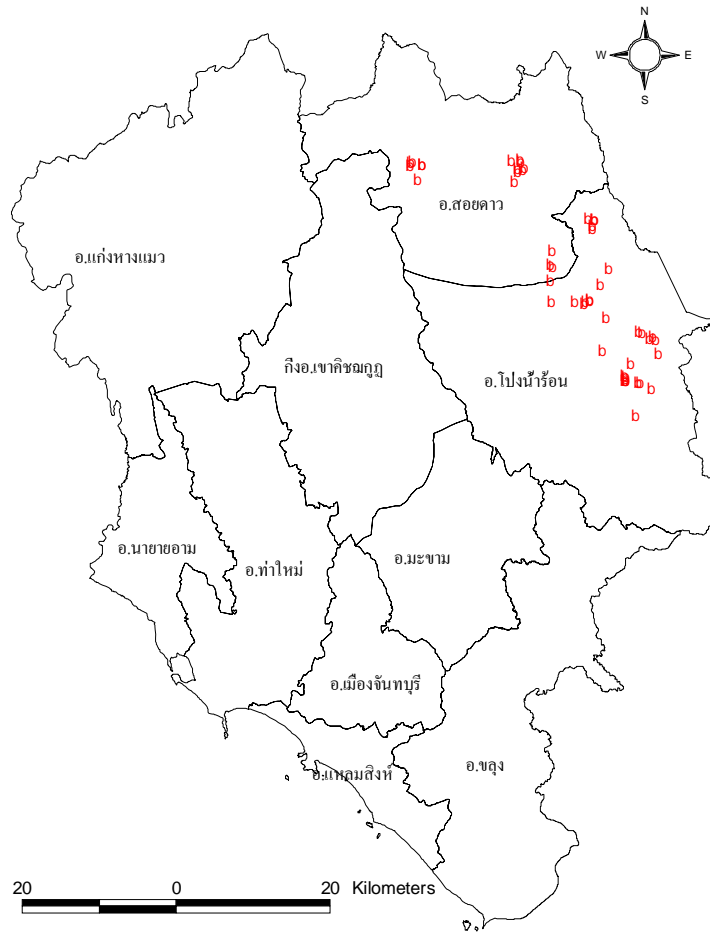 N
W E
S
b b b b b b b b b
b b b b
อ.สอยดาว
b b b
b
อ.แก่งหางแมว
b b b b
b b
b b b b b
b
b b b b b
b b
กิ่งอ.เขาคิชฌกูฏ
b
อ.โป่งน้ำร้อน
b b b b b
b
อ.นายายอาม
อ.มะขาม
อ.ท่าใหม่
อ.เมืองจันทบุรี
อ.ขลุง
อ.แหลมสิงห์
20 0 20 Kilometers